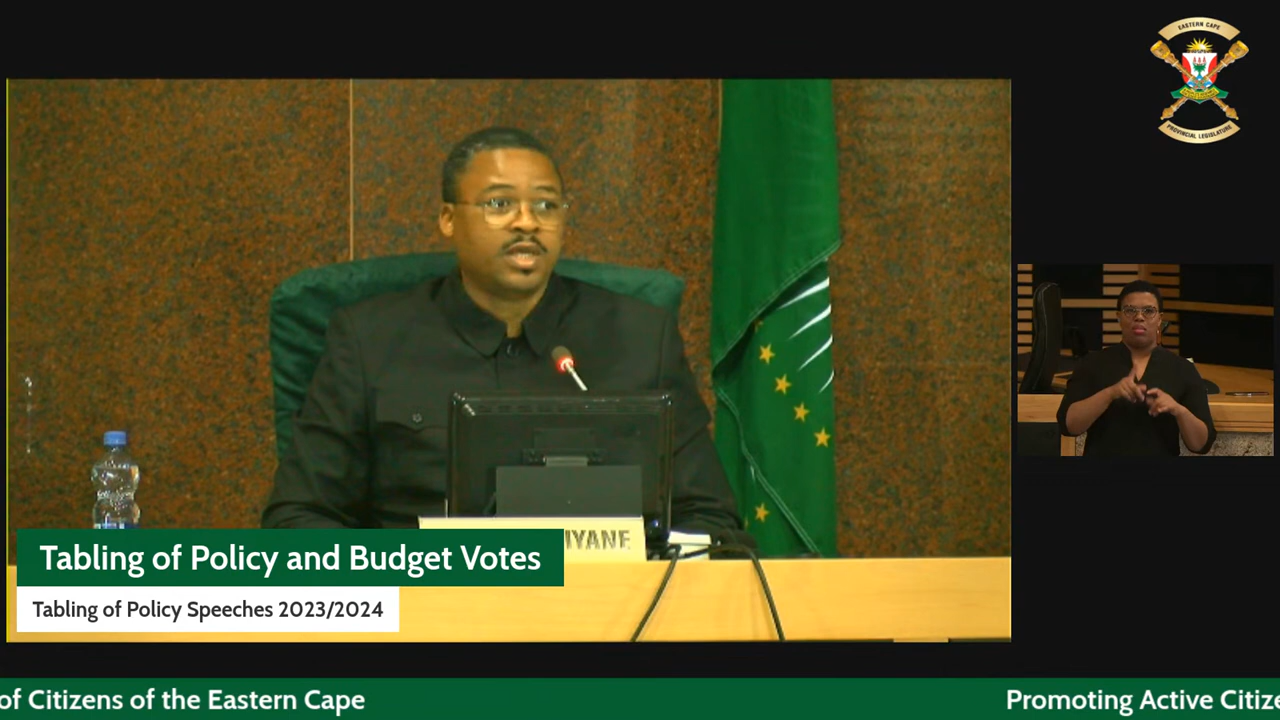 EASTERN CAPE
PROVINCIAL LEGISLATURE
Tabling of Policy and Budget Votes
Tabling of Policy Speeches 2023/2024
of Citizens of the Eastern Cape
Promoting Active Citize